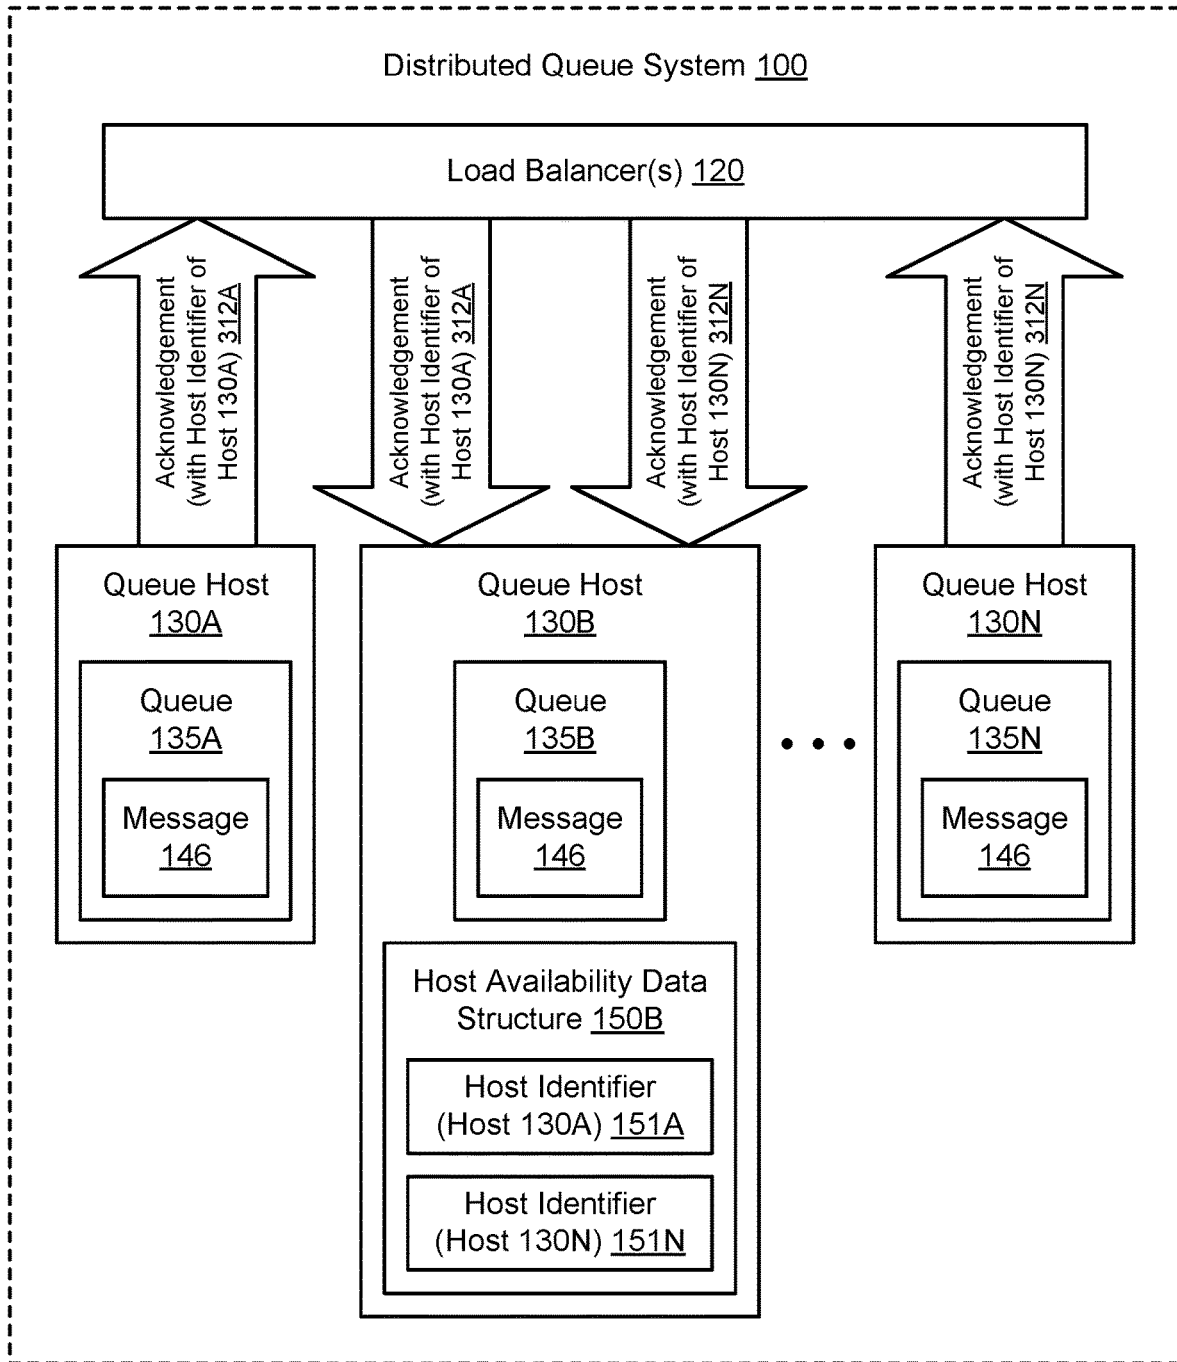 Distributed Queue System 100
Load Balancer(s) 120
Acknowledgement
(with Host Identifier of
Host 130A) 312A
Acknowledgement
(with Host Identifier of
Host 130A) 312A
Acknowledgement
(with Host Identifier of
Host 130N) 312N
Acknowledgement
(with Host Identifier of
Host 130N) 312N
Queue Host
130A
Queue
135A
Message
146
Queue Host
130B
Queue
135B
Message
146
Host Availability Data
Structure 150B
Host Identifier
(Host 130A) 151A
Host Identifier
(Host 130N) 151N
Queue Host
130N
Queue
135N
Message
146